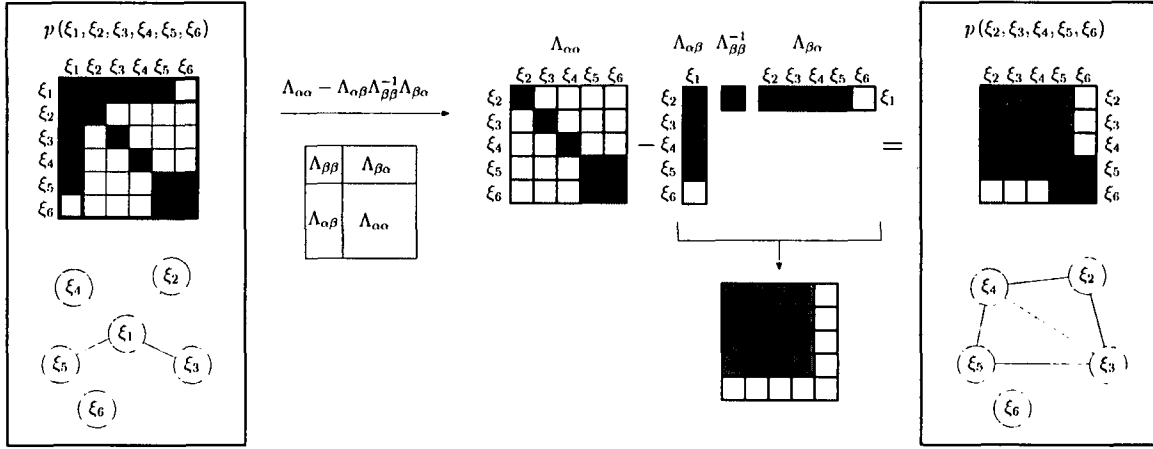 p(ξ₁, ξ₂, ξ₃, ξ₄, ξ₅, ξ₆)
ξ₁ ξ₂ ξ₃ ξ₄ ξ₅ ξ₆
ξ₁
ξ₂
ξ₃
ξ₄
ξ₅
ξ₆
ξ₄
ξ₂
ξ₁
ξ₅
ξ₃
ξ₆
Λαα − Λαβ Λββ⁻¹ Λβα
Λββ Λβα
Λαβ Λαα
Λαα
ξ₂ ξ₃ ξ₄ ξ₅ ξ₆
ξ₂
ξ₃
ξ₄
ξ₅
ξ₆
−
Λαβ Λββ⁻¹ Λβα
ξ₁
ξ₂
ξ₃
ξ₄
ξ₅
ξ₆
ξ₂ ξ₃ ξ₄ ξ₅ ξ₆
ξ₁
=
p(ξ₂, ξ₃, ξ₄, ξ₅, ξ₆)
ξ₂ ξ₃ ξ₄ ξ₅ ξ₆
ξ₂
ξ₃
ξ₄
ξ₅
ξ₆
ξ₄
ξ₂
ξ₅
ξ₃
ξ₆